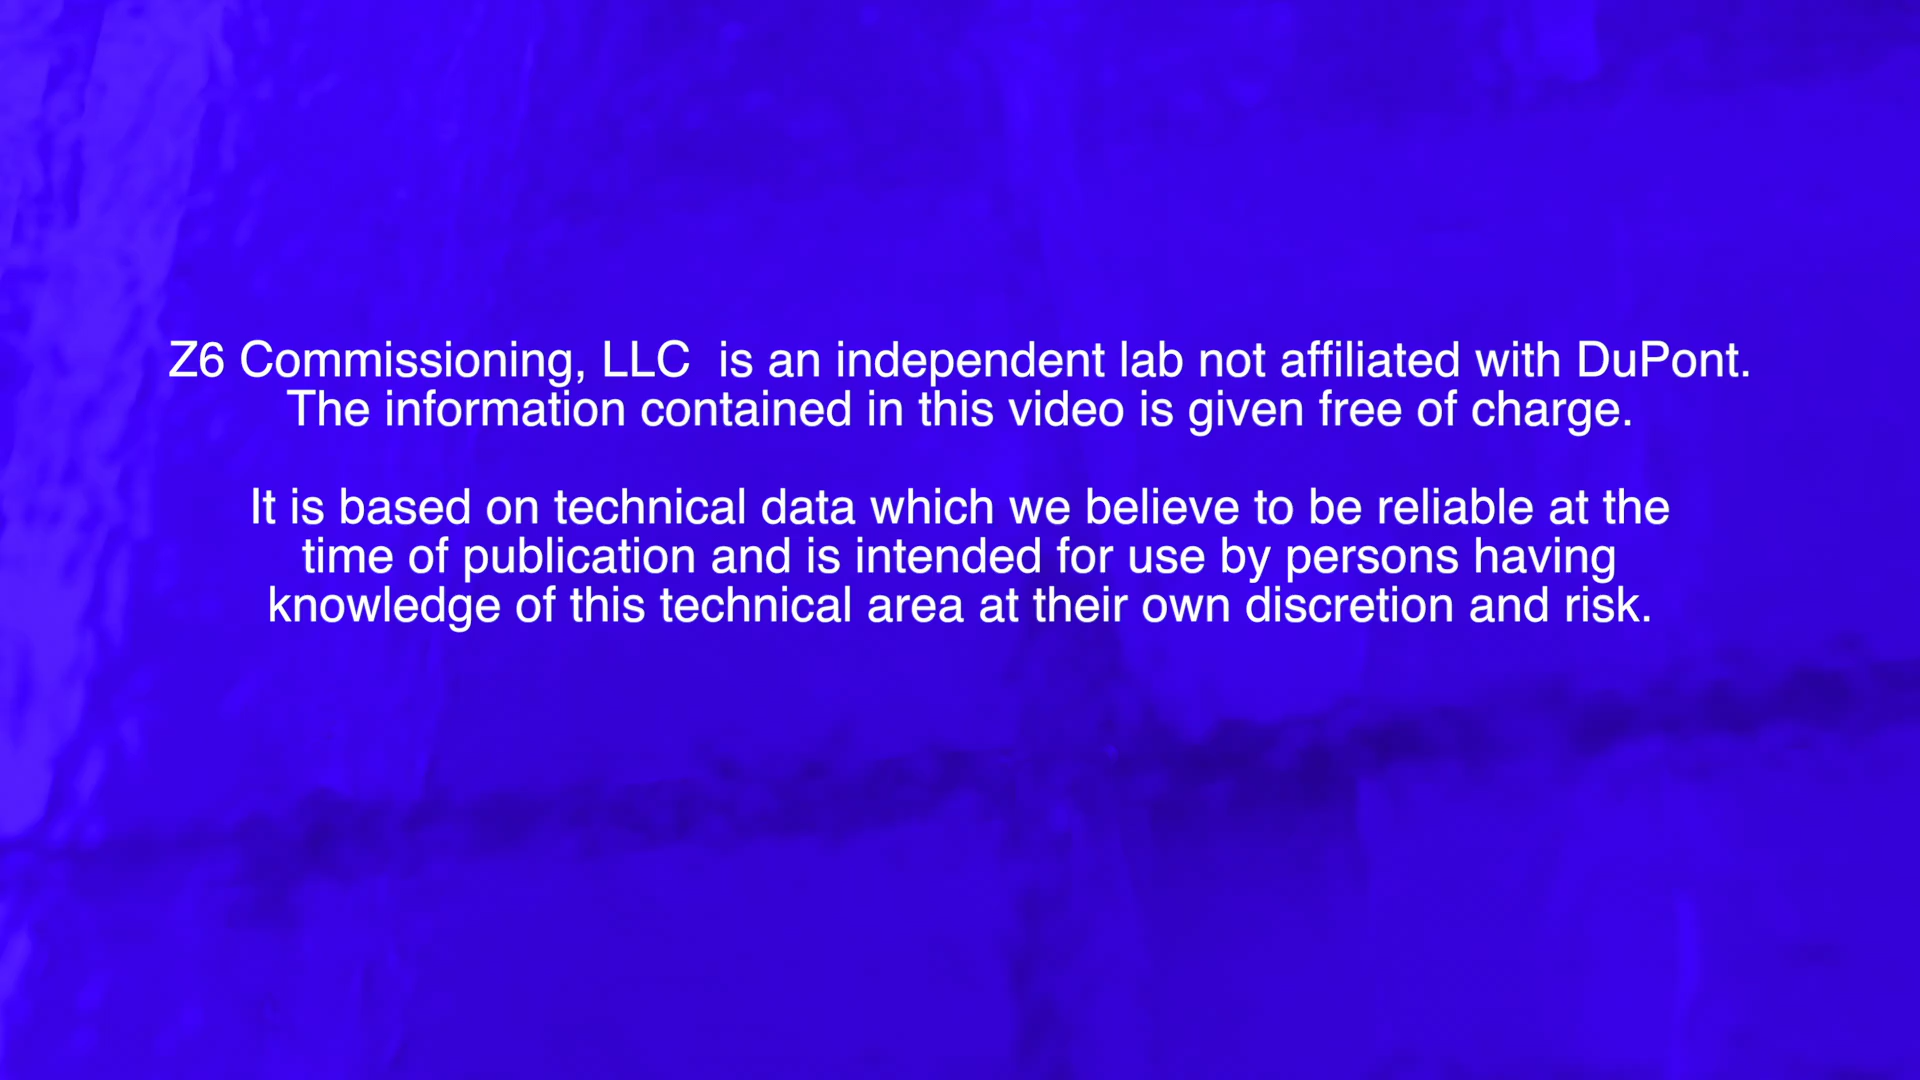 Z6 Commissioning, LLC  is an independent lab not affiliated with DuPont.
The information contained in this video is given free of charge.
It is based on technical data which we believe to be reliable at the
time of publication and is intended for use by persons having
knowledge of this technical area at their own discretion and risk.